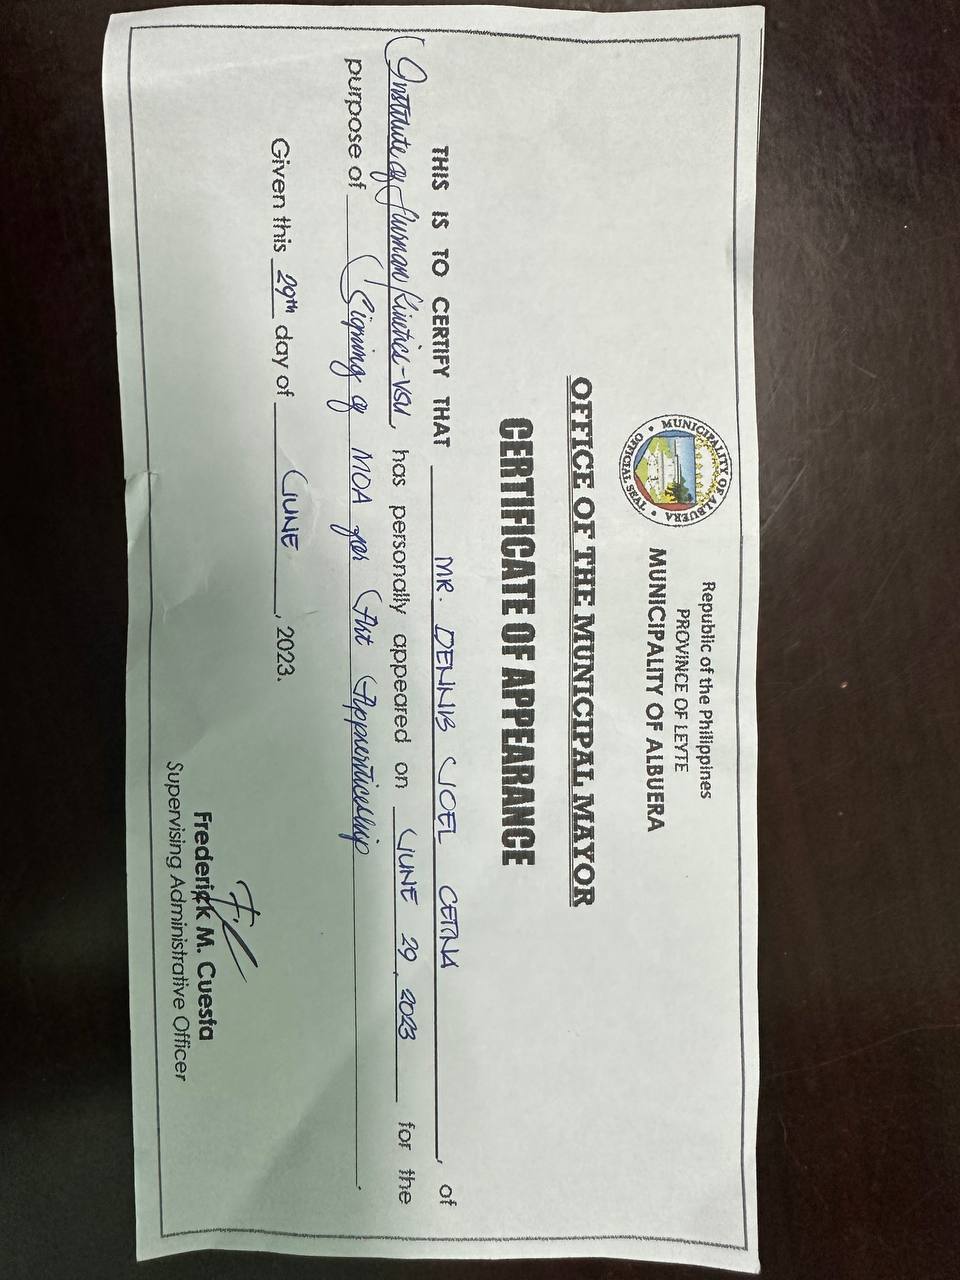 Republic of the Philippines
PROVINCE OF LEYTE
MUNICIPALITY OF ALBUERA
MUNICIPALITY OF ALBUERA • OFFICIAL SEAL •
OFFICE OF THE MUNICIPAL MAYOR
CERTIFICATE OF APPEARANCE
THIS IS TO CERTIFY THAT MR. DENNIS JOEL CETNA, of
Institute of Human Kinetics-VSU, has personally appeared on JUNE 29, 2023 for the
purpose of Signing of MOA for Art Apprenticeship.
Given this 29th day of JUNE, 2023.
Frederick M. Cuesta
Supervising Administrative Officer